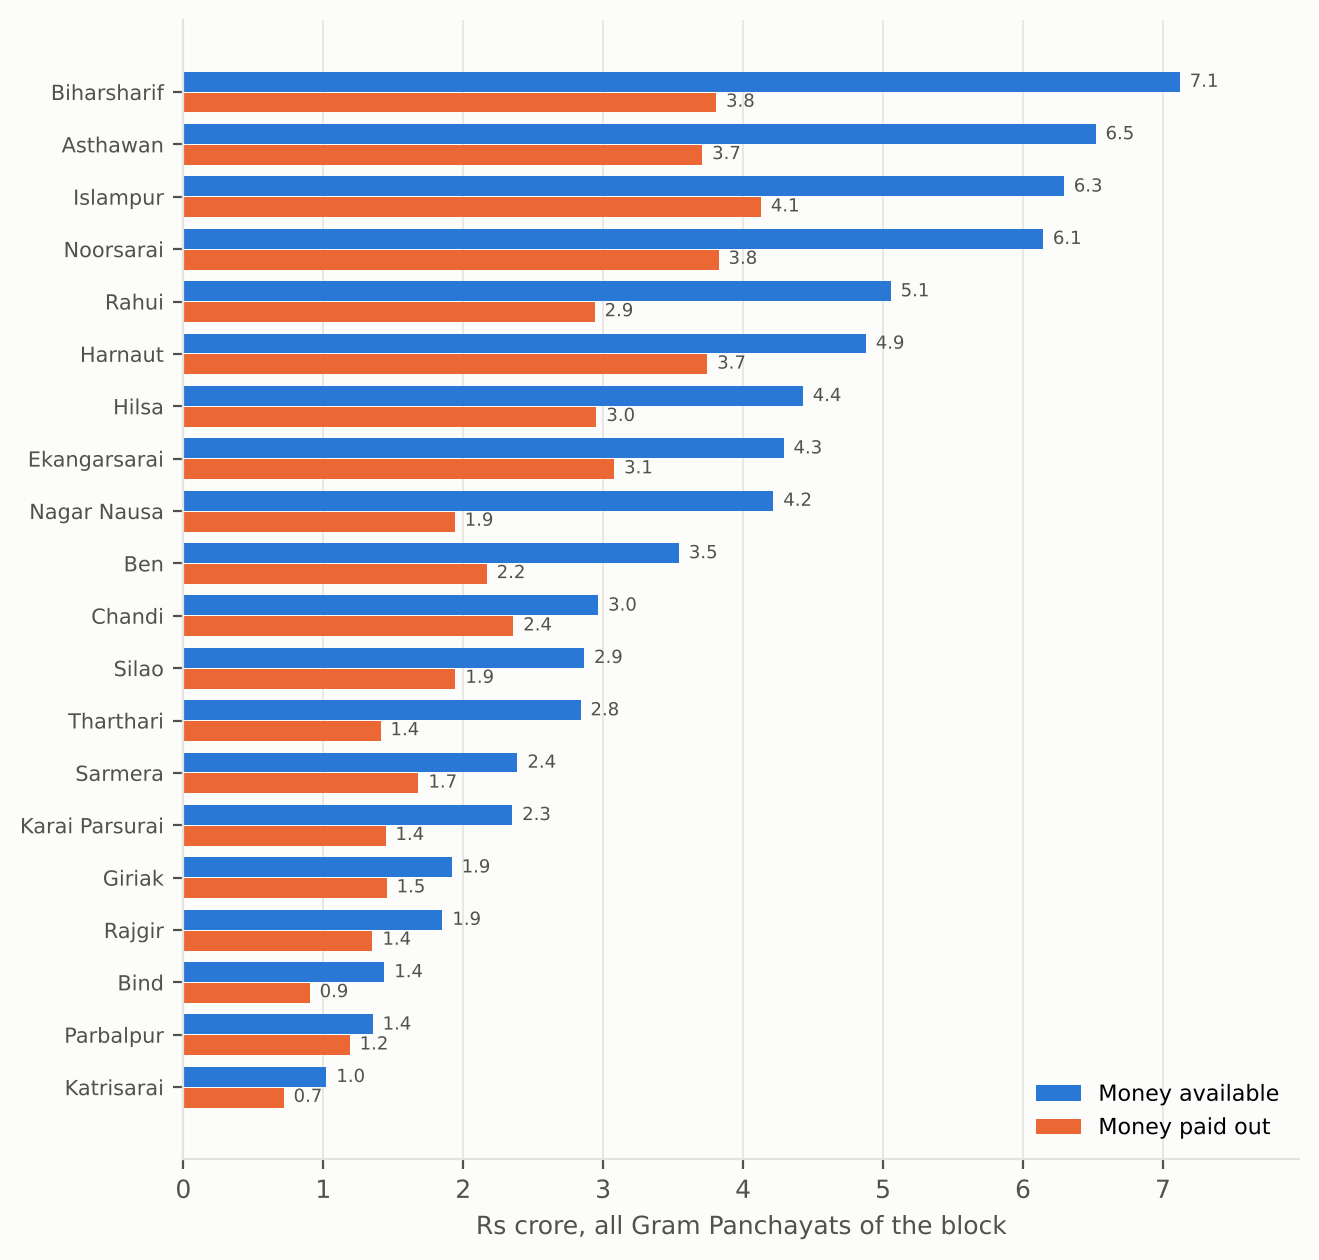 Biharsharif 7.1
3.8
Asthawan 6.5
3.7
Islampur 6.3
4.1
Noorsarai 6.1
3.8
Rahui 5.1
2.9
Harnaut 4.9
3.7
Hilsa 4.4
3.0
Ekangarsarai 4.3
3.1
Nagar Nausa 4.2
1.9
Ben 3.5
2.2
Chandi 3.0
2.4
Silao 2.9
1.9
Tharthari 2.8
1.4
Sarmera 2.4
1.7
Karai Parsurai 2.3
1.4
Giriak 1.9
1.5
Rajgir 1.9
1.4
Bind 1.4
0.9
Parbalpur 1.4
1.2
Katrisarai 1.0
0.7
Money available
Money paid out
0 1 2 3 4 5 6 7
Rs crore, all Gram Panchayats of the block